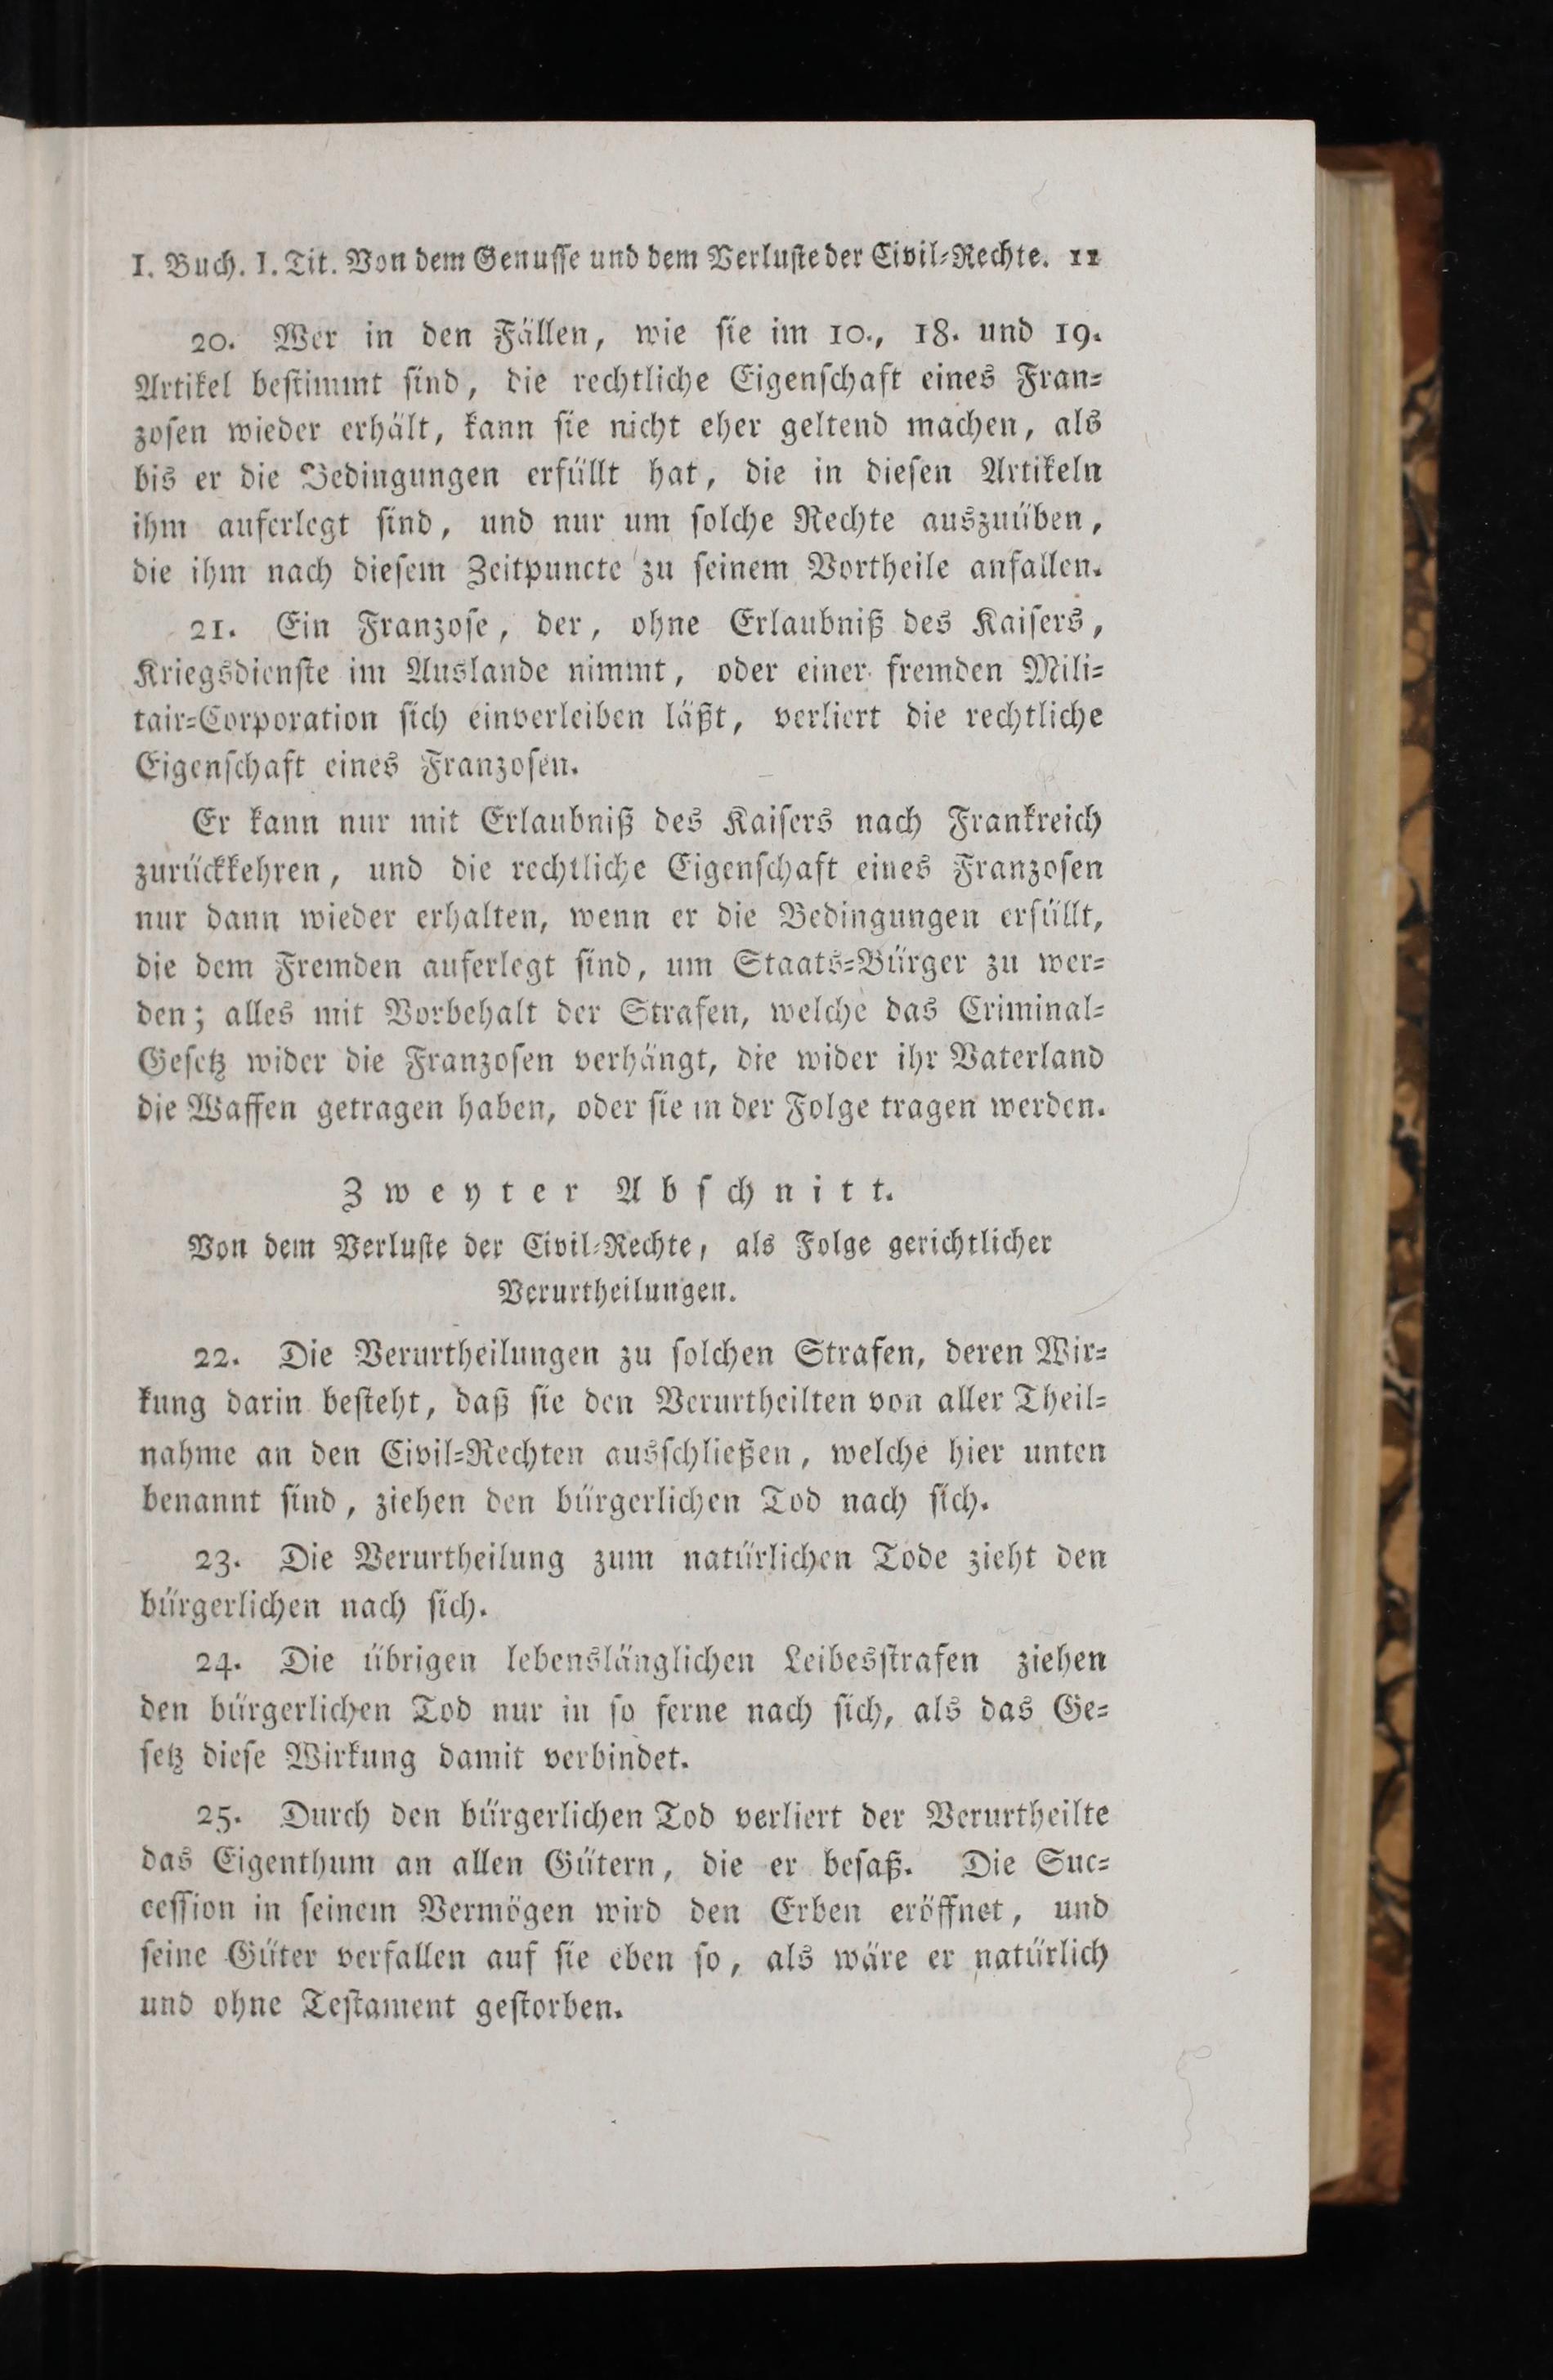 I. Buch. I. Tit. Von dem Genusse und dem Verluste der Civil-Rechte. 11
20. Wer in den Fällen, wie sie im 10., 18. und 19.
Artikel bestimmt sind, die rechtliche Eigenschaft eines Fran-
zosen wieder erhält, kann sie nicht eher geltend machen, als
bis er die Bedingungen erfüllt hat, die in diesen Artikeln
ihm auferlegt sind, und nur um solche Rechte auszuüben,
die ihm nach diesem Zeitpuncte zu seinem Vortheile anfallen.
21. Ein Franzose, der, ohne Erlaubniß des Kaisers,
Kriegsdienste im Auslande nimmt, oder einer fremden Mili-
tair-Corporation sich einverleiben läßt, verliert die rechtliche
Eigenschaft eines Franzosen.
Er kann nur mit Erlaubniß des Kaisers nach Frankreich
zurückkehren, und die rechtliche Eigenschaft eines Franzosen
nur dann wieder erhalten, wenn er die Bedingungen erfüllt,
die dem Fremden auferlegt sind, um Staats-Bürger zu wer-
den; alles mit Vorbehalt der Strafen, welche das Criminal-
Gesetz wider die Franzosen verhängt, die wider ihr Vaterland
die Waffen getragen haben, oder sie in der Folge tragen werden.
Zweyter Abschnitt.
Von dem Verluste der Civil-Rechte, als Folge gerichtlicher
Verurtheilungen.
22. Die Verurtheilungen zu solchen Strafen, deren Wir-
kung darin besteht, daß sie den Verurtheilten von aller Theil-
nahme an den Civil-Rechten ausschließen, welche hier unten
benannt sind, ziehen den bürgerlichen Tod nach sich.
23. Die Verurtheilung zum natürlichen Tode zieht den
bürgerlichen nach sich.
24. Die übrigen lebenslänglichen Leibesstrafen ziehen
den bürgerlichen Tod nur in so ferne nach sich, als das Ge-
setz diese Wirkung damit verbindet.
25. Durch den bürgerlichen Tod verliert der Verurtheilte
das Eigenthum an allen Gütern, die er besaß. Die Suc-
cession in seinem Vermögen wird den Erben eröffnet, und
seine Güter verfallen auf sie eben so, als wäre er natürlich
und ohne Testament gestorben.